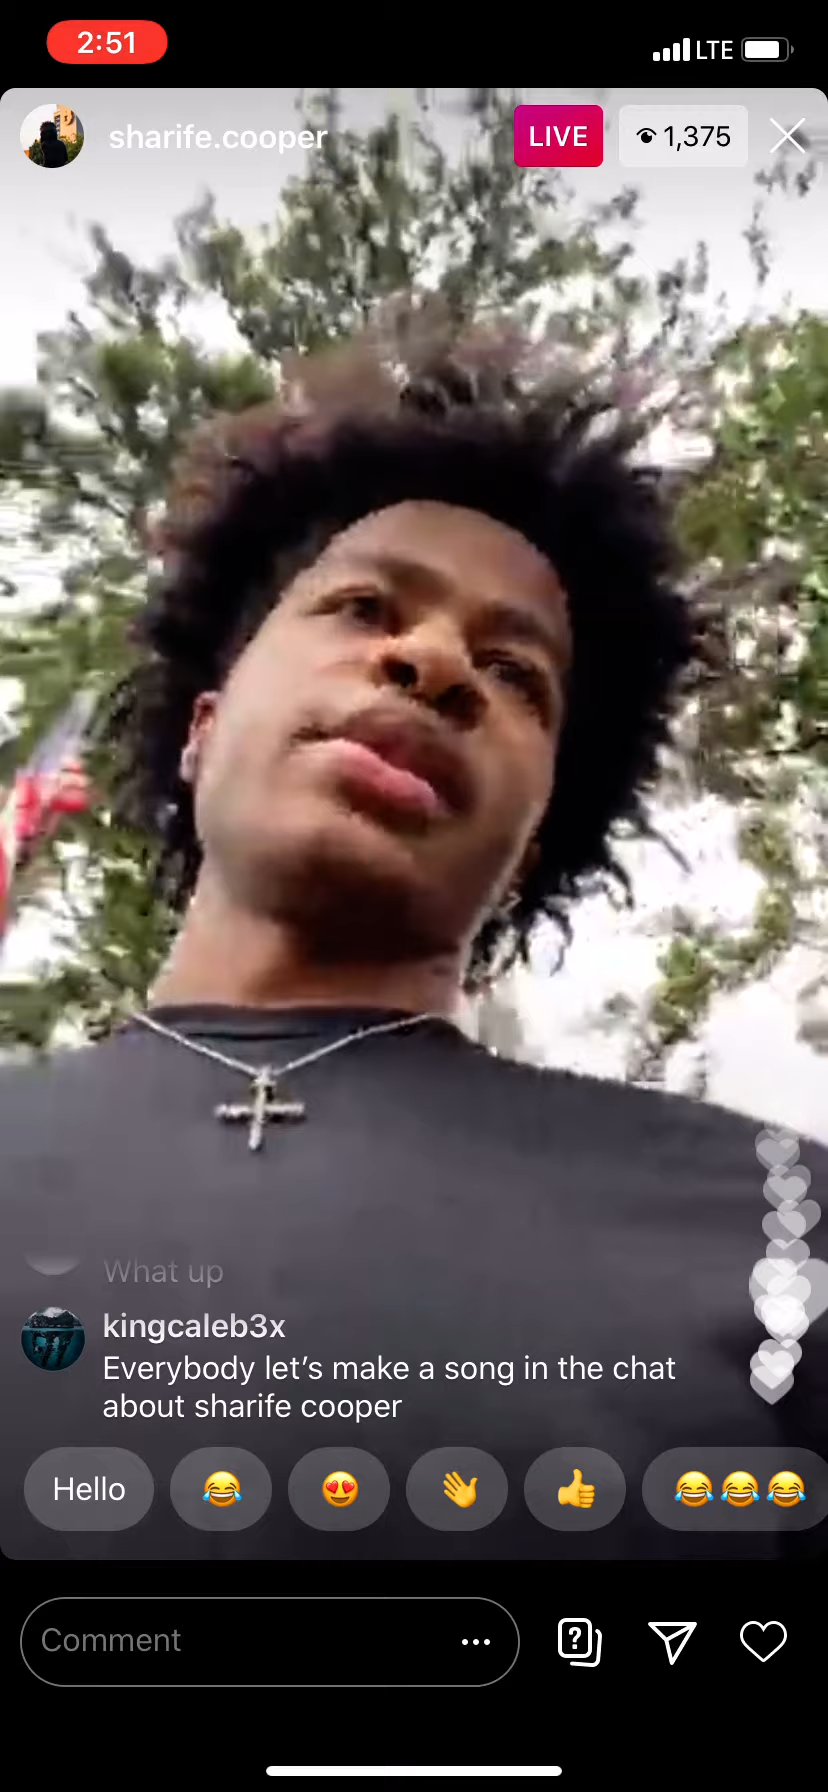 2:51
LTE
sharife.cooper
LIVE
1,375
What up
kingcaleb3x
Everybody let’s make a song in the chat
about sharife cooper
Hello
Comment